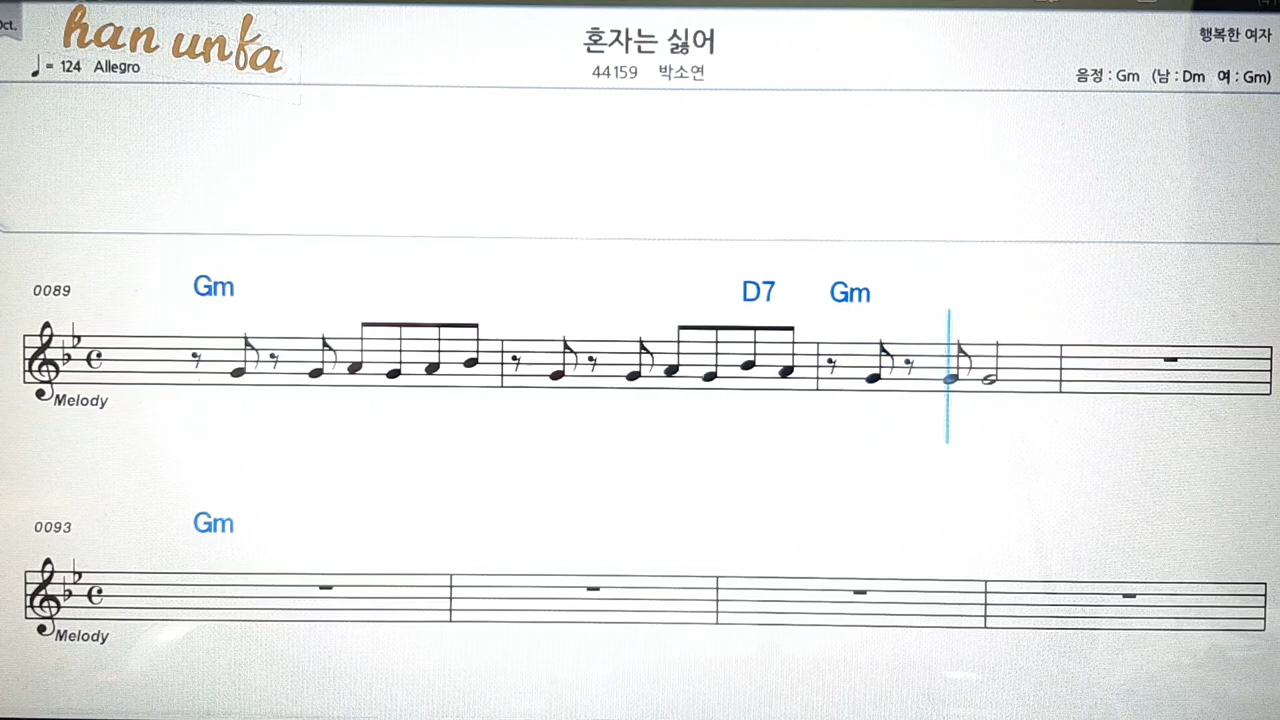 Oct.
han unfa
= 124 Allegro
혼자는 싫어
44159 박소연
행복한 여자
음정 : Gm (남 : Dm 여 : Gm)
0089
Gm
D7
Gm
Melody
0093
Gm
Melody